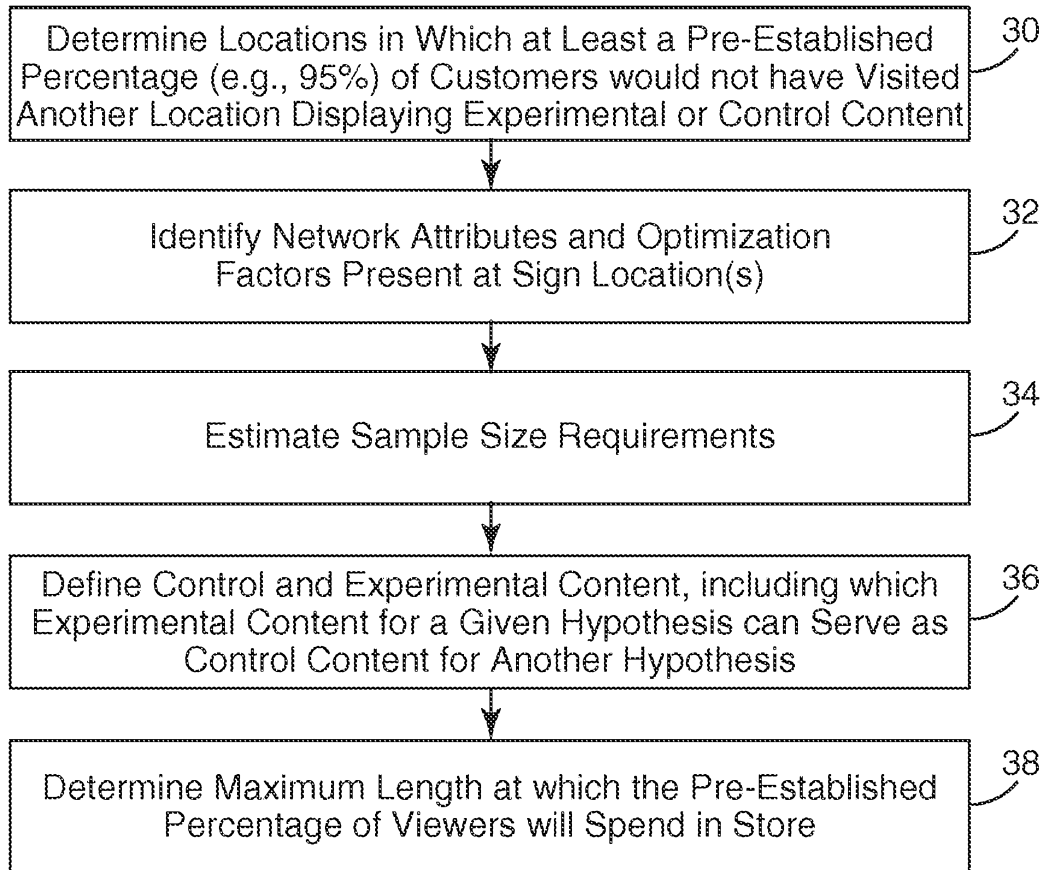 Determine Locations in Which at Least a Pre-Established
Percentage (e.g., 95%) of Customers would not have Visited
Another Location Displaying Experimental or Control Content
30
Identify Network Attributes and Optimization
Factors Present at Sign Location(s)
32
Estimate Sample Size Requirements
34
Define Control and Experimental Content, including which
Experimental Content for a Given Hypothesis can Serve as
Control Content for Another Hypothesis
36
Determine Maximum Length at which the Pre-Established
Percentage of Viewers will Spend in Store
38